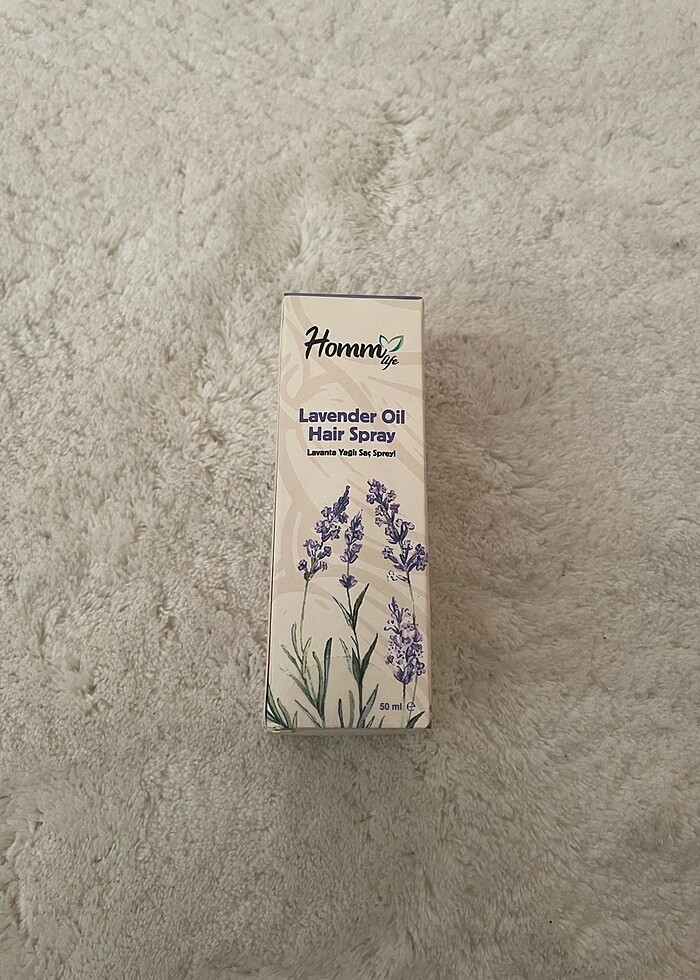 Homm
life
Lavender Oil
Hair Spray
Lavanta Yağlı Saç Spreyi
50 ml ℮